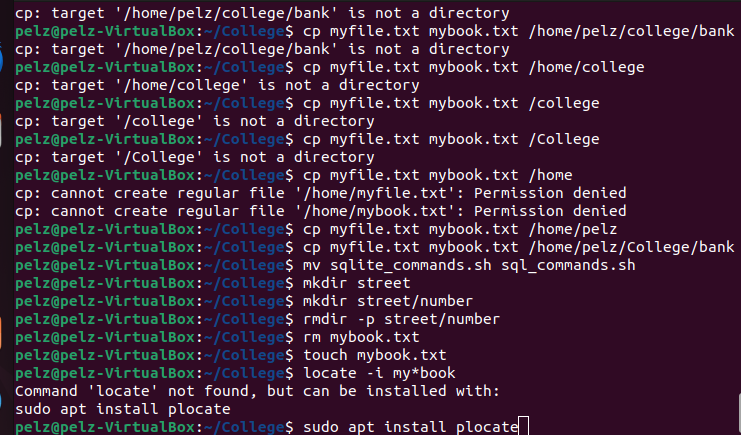 cp: target '/home/pelz/college/bank' is not a directory
pelz@pelz-VirtualBox:~/College$ cp myfile.txt mybook.txt /home/pelz/college/bank
cp: target '/home/pelz/college/bank' is not a directory
pelz@pelz-VirtualBox:~/College$ cp myfile.txt mybook.txt /home/college
cp: target '/home/college' is not a directory
pelz@pelz-VirtualBox:~/College$ cp myfile.txt mybook.txt /college
cp: target '/college' is not a directory
pelz@pelz-VirtualBox:~/College$ cp myfile.txt mybook.txt /College
cp: target '/College' is not a directory
pelz@pelz-VirtualBox:~/College$ cp myfile.txt mybook.txt /home
cp: cannot create regular file '/home/myfile.txt': Permission denied
cp: cannot create regular file '/home/mybook.txt': Permission denied
pelz@pelz-VirtualBox:~/College$ cp myfile.txt mybook.txt /home/pelz
pelz@pelz-VirtualBox:~/College$ cp myfile.txt mybook.txt /home/pelz/College/bank
pelz@pelz-VirtualBox:~/College$ mv sqlite_commands.sh sql_commands.sh
pelz@pelz-VirtualBox:~/College$ mkdir street
pelz@pelz-VirtualBox:~/College$ mkdir street/number
pelz@pelz-VirtualBox:~/College$ rmdir -p street/number
pelz@pelz-VirtualBox:~/College$ rm mybook.txt
pelz@pelz-VirtualBox:~/College$ touch mybook.txt
pelz@pelz-VirtualBox:~/College$ locate -i my*book
Command 'locate' not found, but can be installed with:
sudo apt install plocate
pelz@pelz-VirtualBox:~/College$ sudo apt install plocate